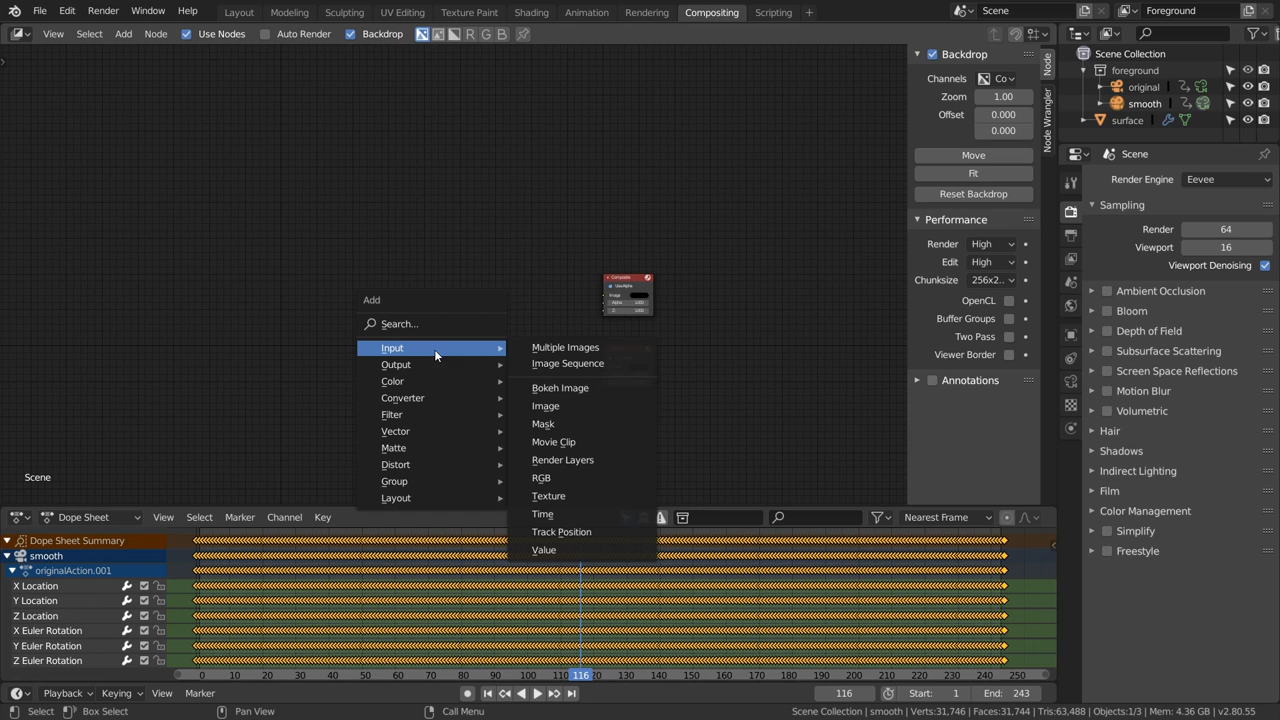 File Edit Render Window Help Layout Modeling Sculpting UV Editing Texture Paint Shading Animation Rendering Compositing Scripting + Scene Foreground
View Select Add Node Use Nodes Auto Render Backdrop R G B
Backdrop
Channels Co
Zoom 1.00
Offset 0.000
0.000
Move
Fit
Reset Backdrop
Performance
Render High
Edit High
Chunksize 256x2..
OpenCL
Buffer Groups
Two Pass
Viewer Border
Annotations
Node
Node Wrangler
Scene Collection
foreground
original
smooth
surface
Scene
Render Engine Eevee
Sampling
Render 64
Viewport 16
Viewport Denoising
Ambient Occlusion
Bloom
Depth of Field
Subsurface Scattering
Screen Space Reflections
Motion Blur
Volumetric
Hair
Shadows
Indirect Lighting
Film
Color Management
Simplify
Freestyle
Composite
Use Alpha
Image
Alpha 1.000
Z 1.000
Add
Search...
Input
Output
Color
Converter
Filter
Vector
Matte
Distort
Group
Layout
Multiple Images
Image Sequence
Bokeh Image
Image
Mask
Movie Clip
Render Layers
RGB
Texture
Time
Track Position
Value
Scene
Dope Sheet View Select Marker Channel Key Nearest Frame
Dope Sheet Summary
smooth
originalAction.001
X Location
Y Location
Z Location
X Euler Rotation
Y Euler Rotation
Z Euler Rotation
0 10 20 30 40 50 60 70 80 90 100 110 116 120 130 140 150 160 170 180 190 200 210 220 230 240 250
Playback Keying View Marker 116 Start: 1 End: 243
Select Box Select Pan View Call Menu Scene Collection | smooth | Verts:31,746 | Faces:31,744 | Tris:63,488 | Objects:1/3 | Mem: 4.36 GB | v2.80.55